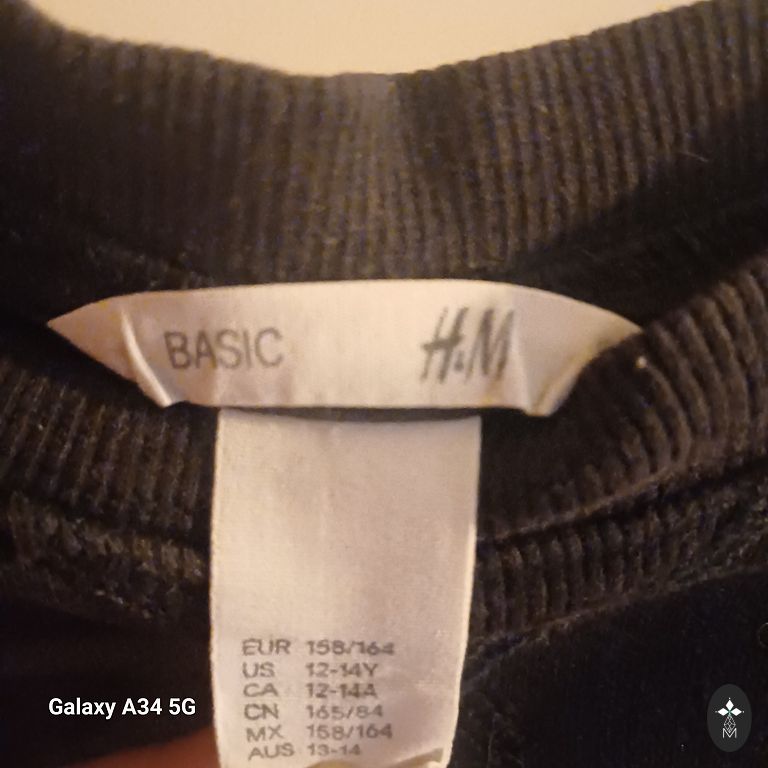 BASIC H&M
EUR 158/164
US 12-14Y
CA 12-14A
CN 165/84
MX 158/164
AUS 13-14
Galaxy A34 5G
M